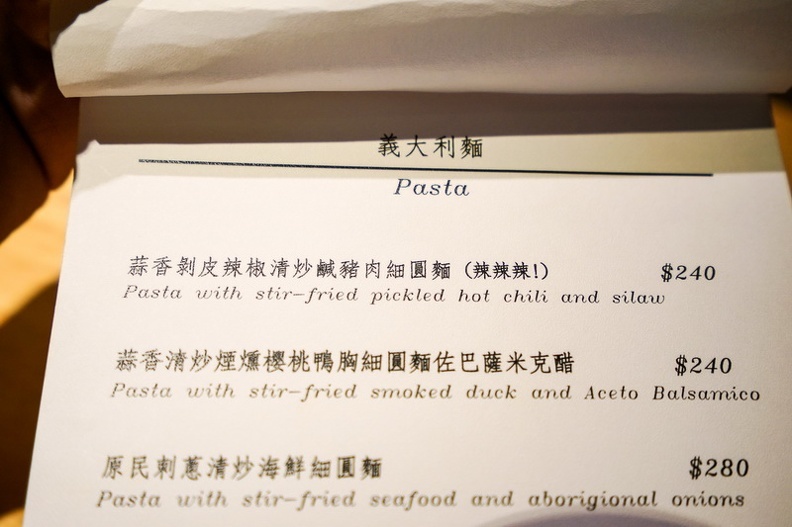 義大利麵
Pasta
蒜香剝皮辣椒清炒鹹豬肉細圓麵 (辣辣辣!) $240
Pasta with stir-fried pickled hot chili and silaw
蒜香清炒煙燻櫻桃鴨胸細圓麵佐巴薩米克醋 $240
Pasta with stir-fried smoked duck and Aceto Balsamico
原民刺蔥清炒海鮮細圓麵 $280
Pasta with stir-fried seafood and aborigional onions